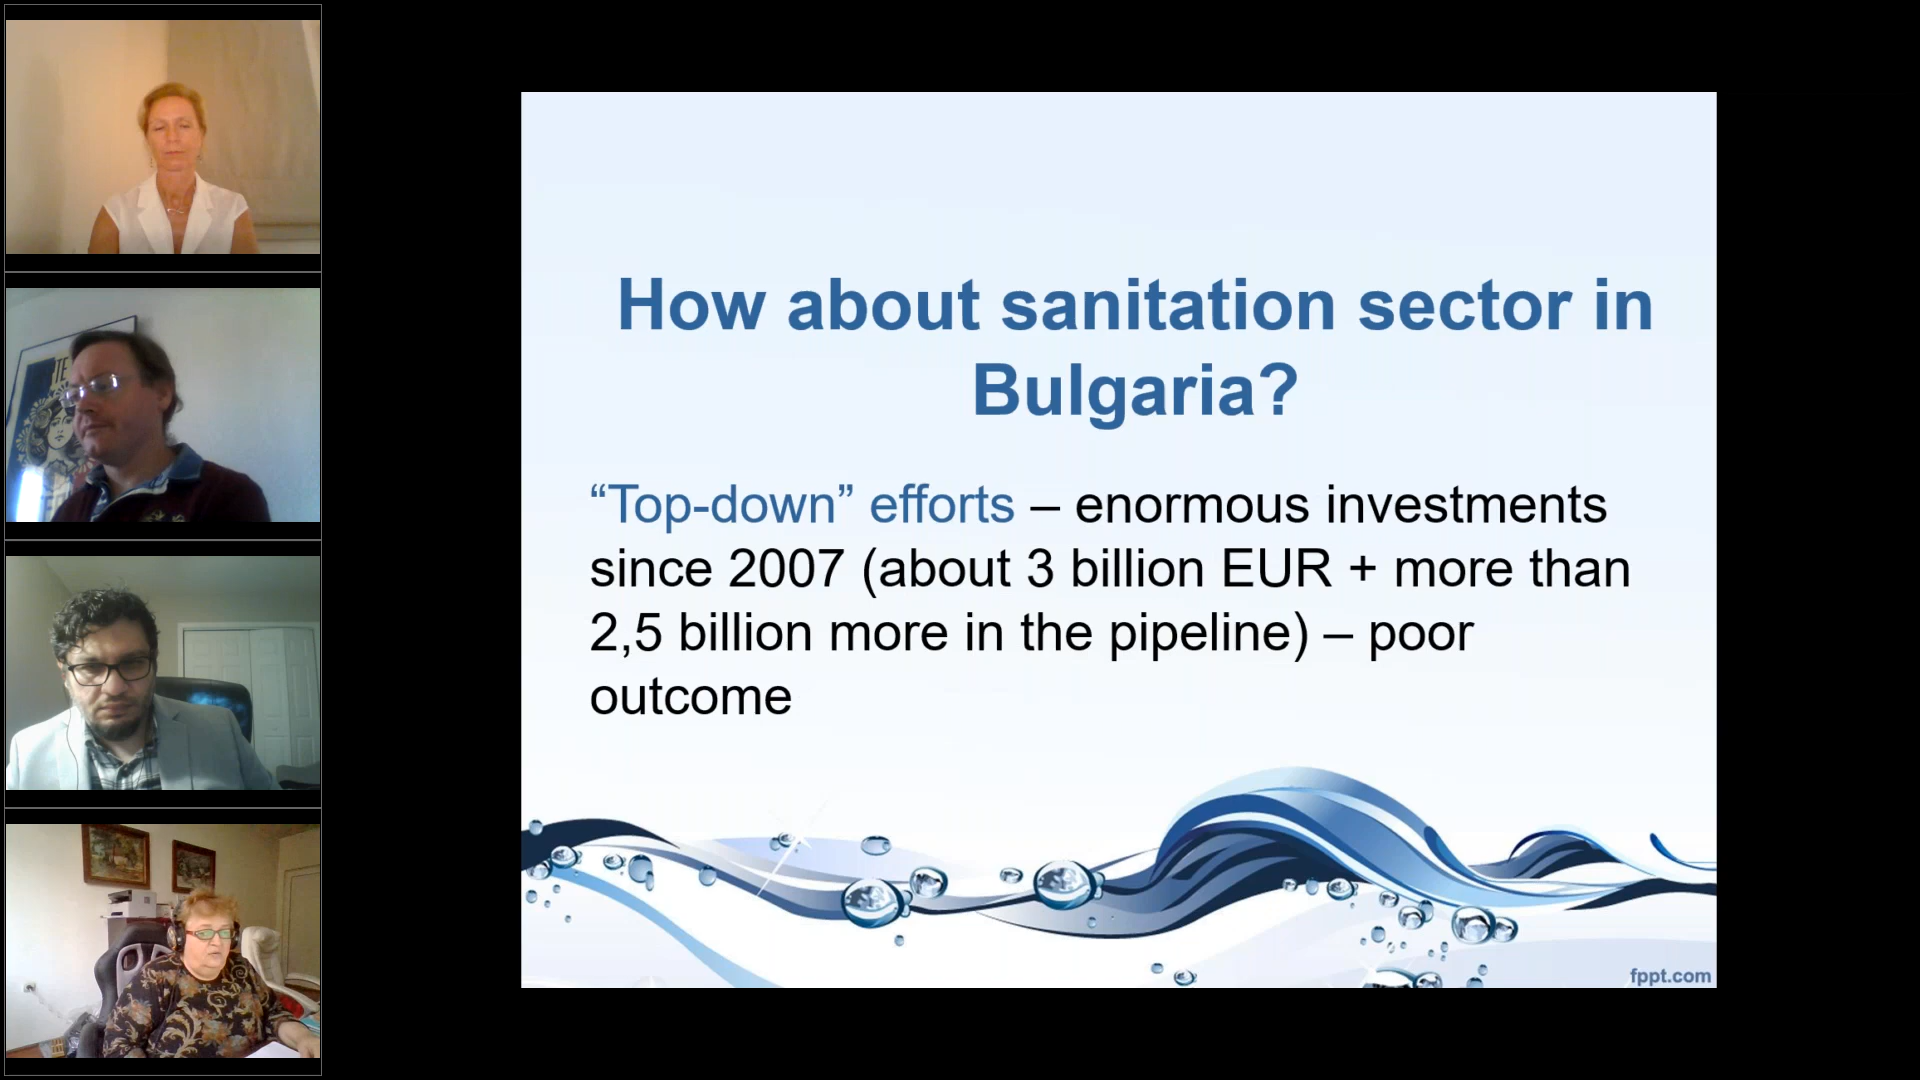 How about sanitation sector in
Bulgaria?
“Top-down” efforts – enormous investments
since 2007 (about 3 billion EUR + more than
2,5 billion more in the pipeline) – poor
outcome
fppt.com